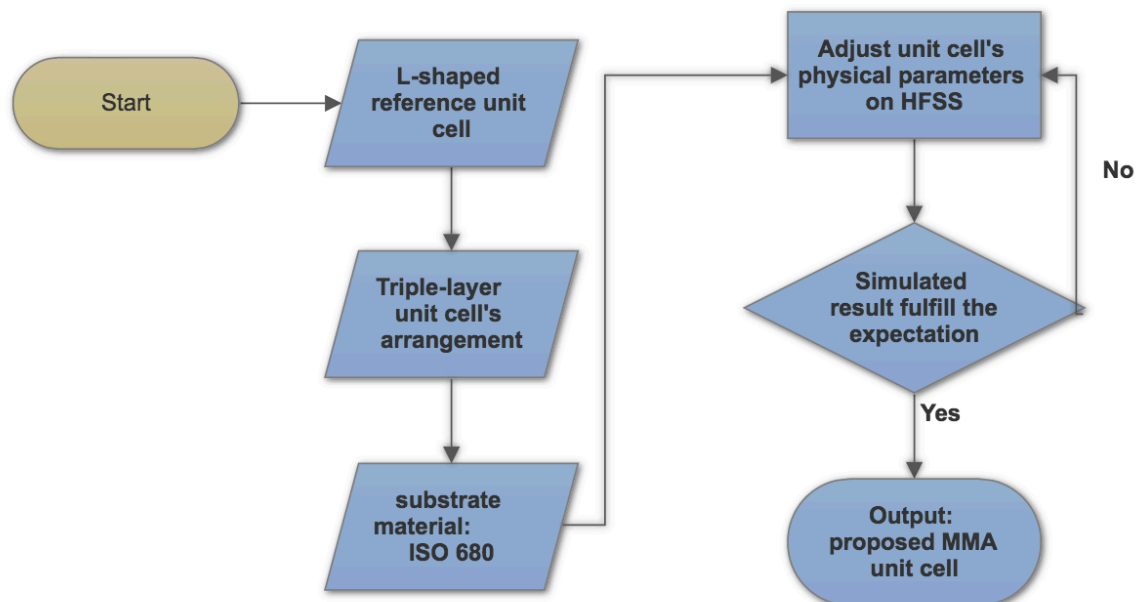 Start
L-shaped
reference unit
cell
Triple-layer
unit cell's
arrangement
substrate
material:
ISO 680
Adjust unit cell's
physical parameters
on HFSS
No
Simulated
result fulfill the
expectation
Yes
Output:
proposed MMA
unit cell